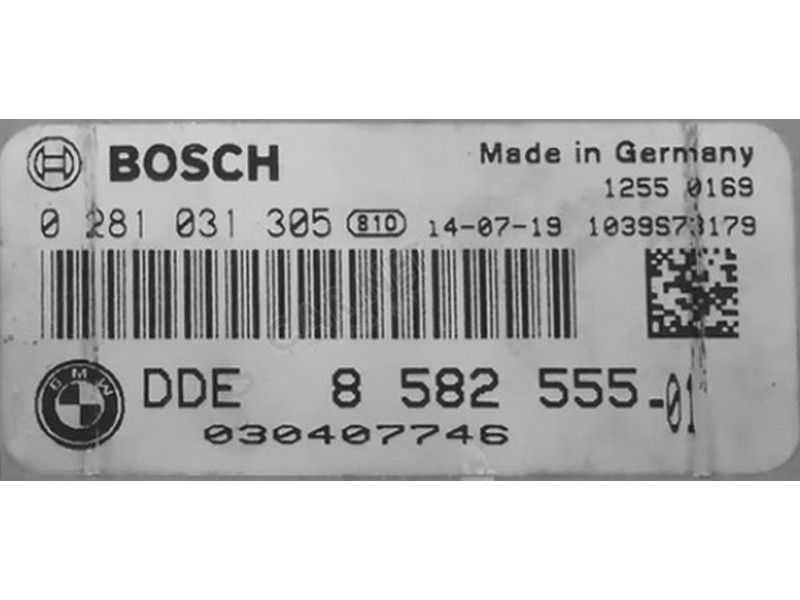 BOSCH Made in Germany
1255 0169
0 281 031 305 810 14-07-19 1039S73179
BMW DDE 8 582 555-01
030407746